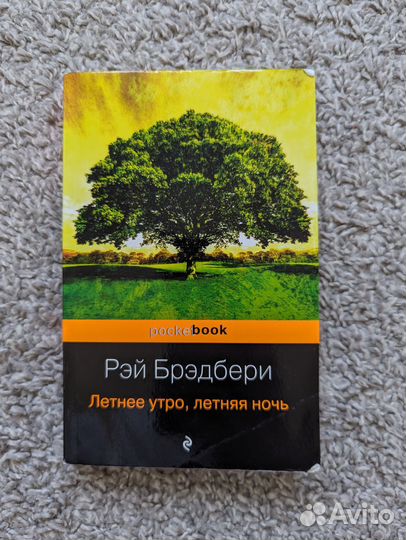 pocketbook
Рэй Брэдбери
Летнее утро, летняя ночь
Avito